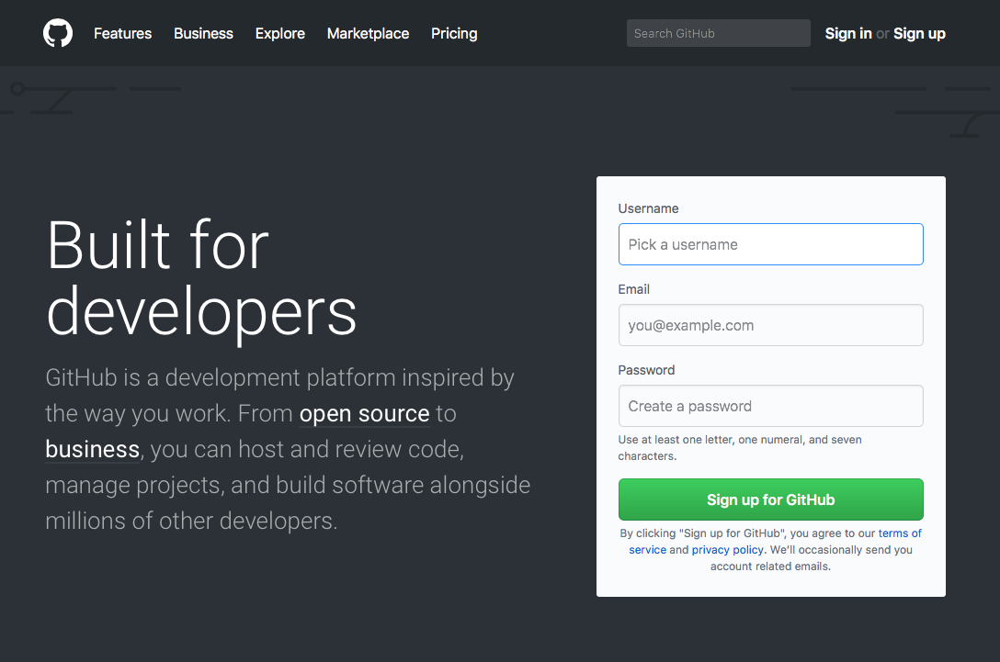 Features Business Explore Marketplace Pricing Search GitHub Sign in or Sign up
Built for
developers
GitHub is a development platform inspired by
the way you work. From open source to
business, you can host and review code,
manage projects, and build software alongside
millions of other developers.
Username
Pick a username
Email
you@example.com
Password
Create a password
Use at least one letter, one numeral, and seven
characters.
Sign up for GitHub
By clicking "Sign up for GitHub", you agree to our terms of
service and privacy policy. We’ll occasionally send you
account related emails.